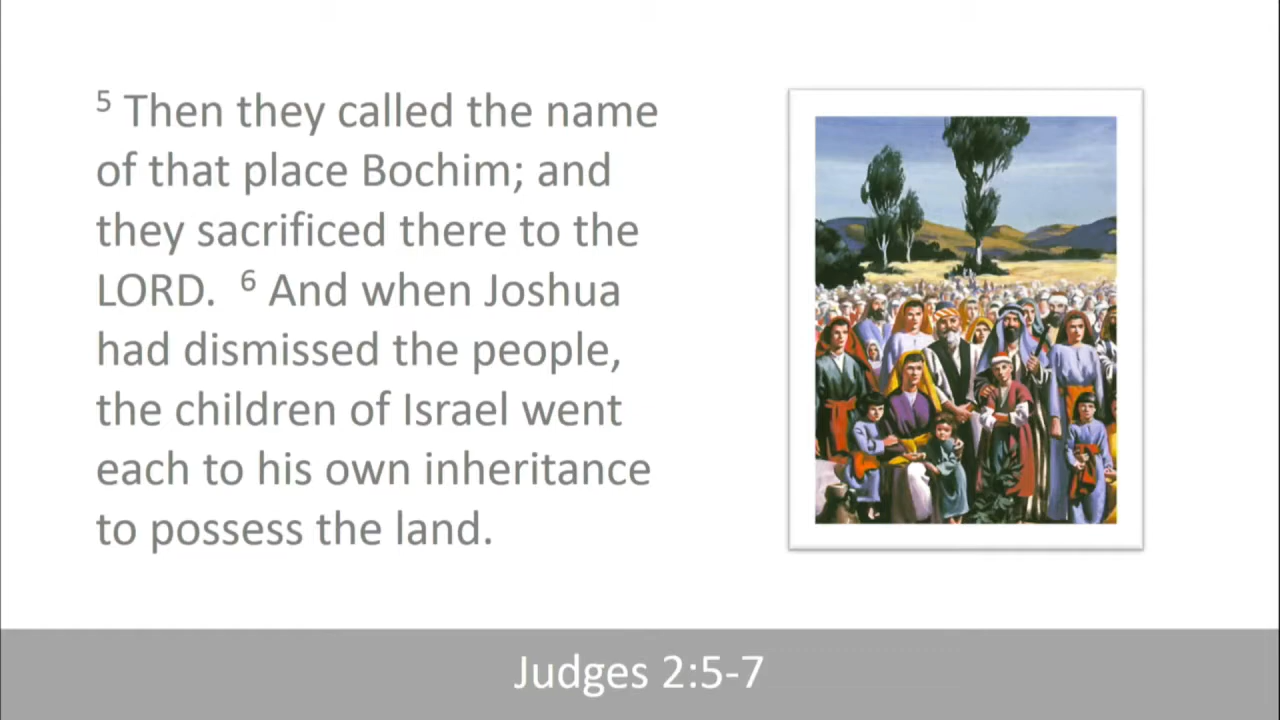 ⁵ Then they called the name
of that place Bochim; and
they sacrificed there to the
LORD.  ⁶ And when Joshua
had dismissed the people,
the children of Israel went
each to his own inheritance
to possess the land.
Judges 2:5-7